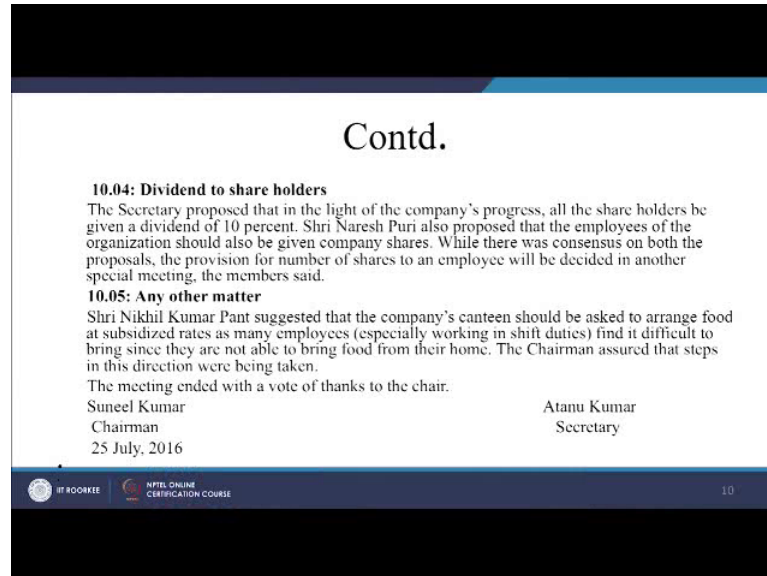 Contd.
10.04: Dividend to share holders
The Secretary proposed that in the light of the company's progress, all the share holders be
given a dividend of 10 percent. Shri Naresh Puri also proposed that the employees of the
organization should also be given company shares. While there was consensus on both the
proposals, the provision for number of shares to an employee will be decided in another
special meeting, the members said.
10.05: Any other matter
Shri Nikhil Kumar Pant suggested that the company's canteen should be asked to arrange food
at subsidized rates as many employees (especially working in shift duties) find it difficult to
bring since they are not able to bring food from their home. The Chairman assured that steps
in this direction were being taken.
The meeting ended with a vote of thanks to the chair.
Suneel Kumar Atanu Kumar
Chairman Secretary
25 July, 2016
IIT ROORKEE NPTEL ONLINE
CERTIFICATION COURSE 10